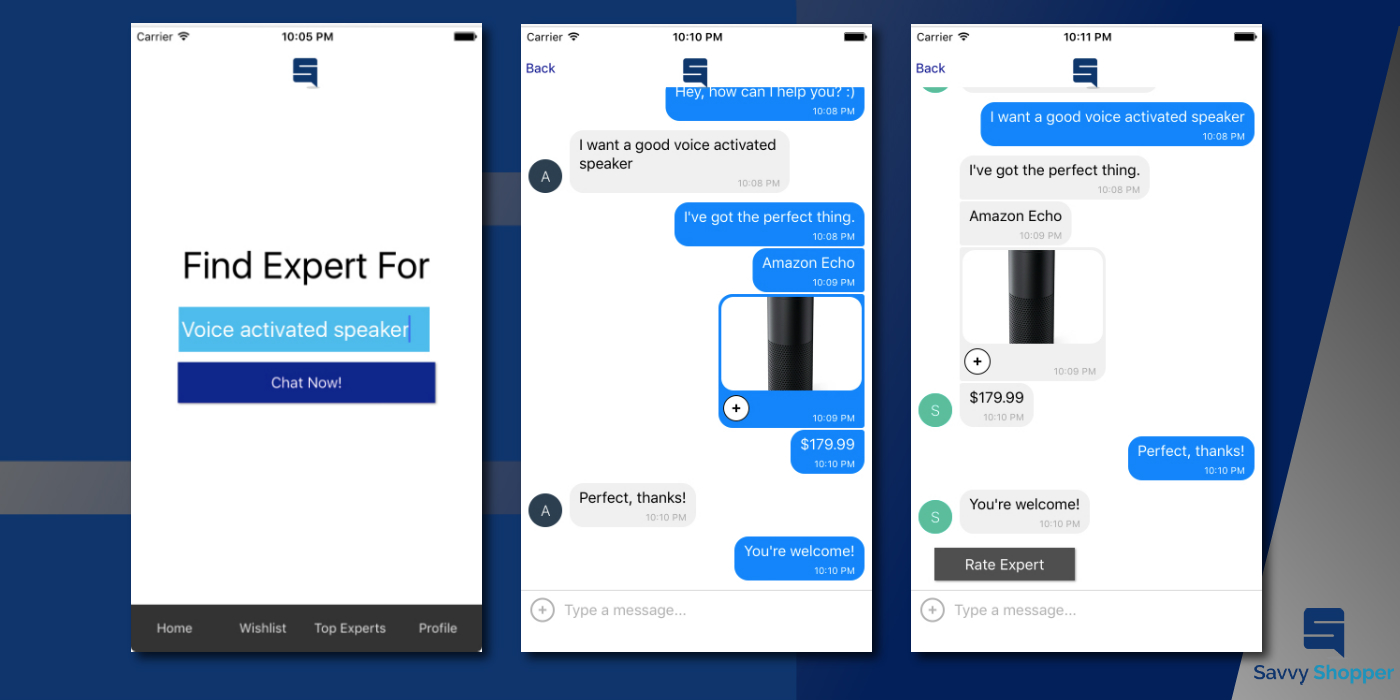 Carrier
10:05 PM
Find Expert For
Voice activated speaker
Chat Now!
Home
Wishlist
Top Experts
Profile
Carrier
10:10 PM
Back
Hey, how can I help you? :)
10:08 PM
A
I want a good voice activated
speaker
10:08 PM
I've got the perfect thing.
10:08 PM
Amazon Echo
10:09 PM
+
10:09 PM
$179.99
10:10 PM
A
Perfect, thanks!
10:10 PM
You're welcome!
10:10 PM
+
Type a message...
Carrier
10:11 PM
Back
I want a good voice activated speaker
10:08 PM
I've got the perfect thing.
10:08 PM
Amazon Echo
10:09 PM
+
10:09 PM
S
$179.99
10:10 PM
Perfect, thanks!
10:10 PM
S
You're welcome!
10:10 PM
Rate Expert
+
Type a message...
Savvy Shopper